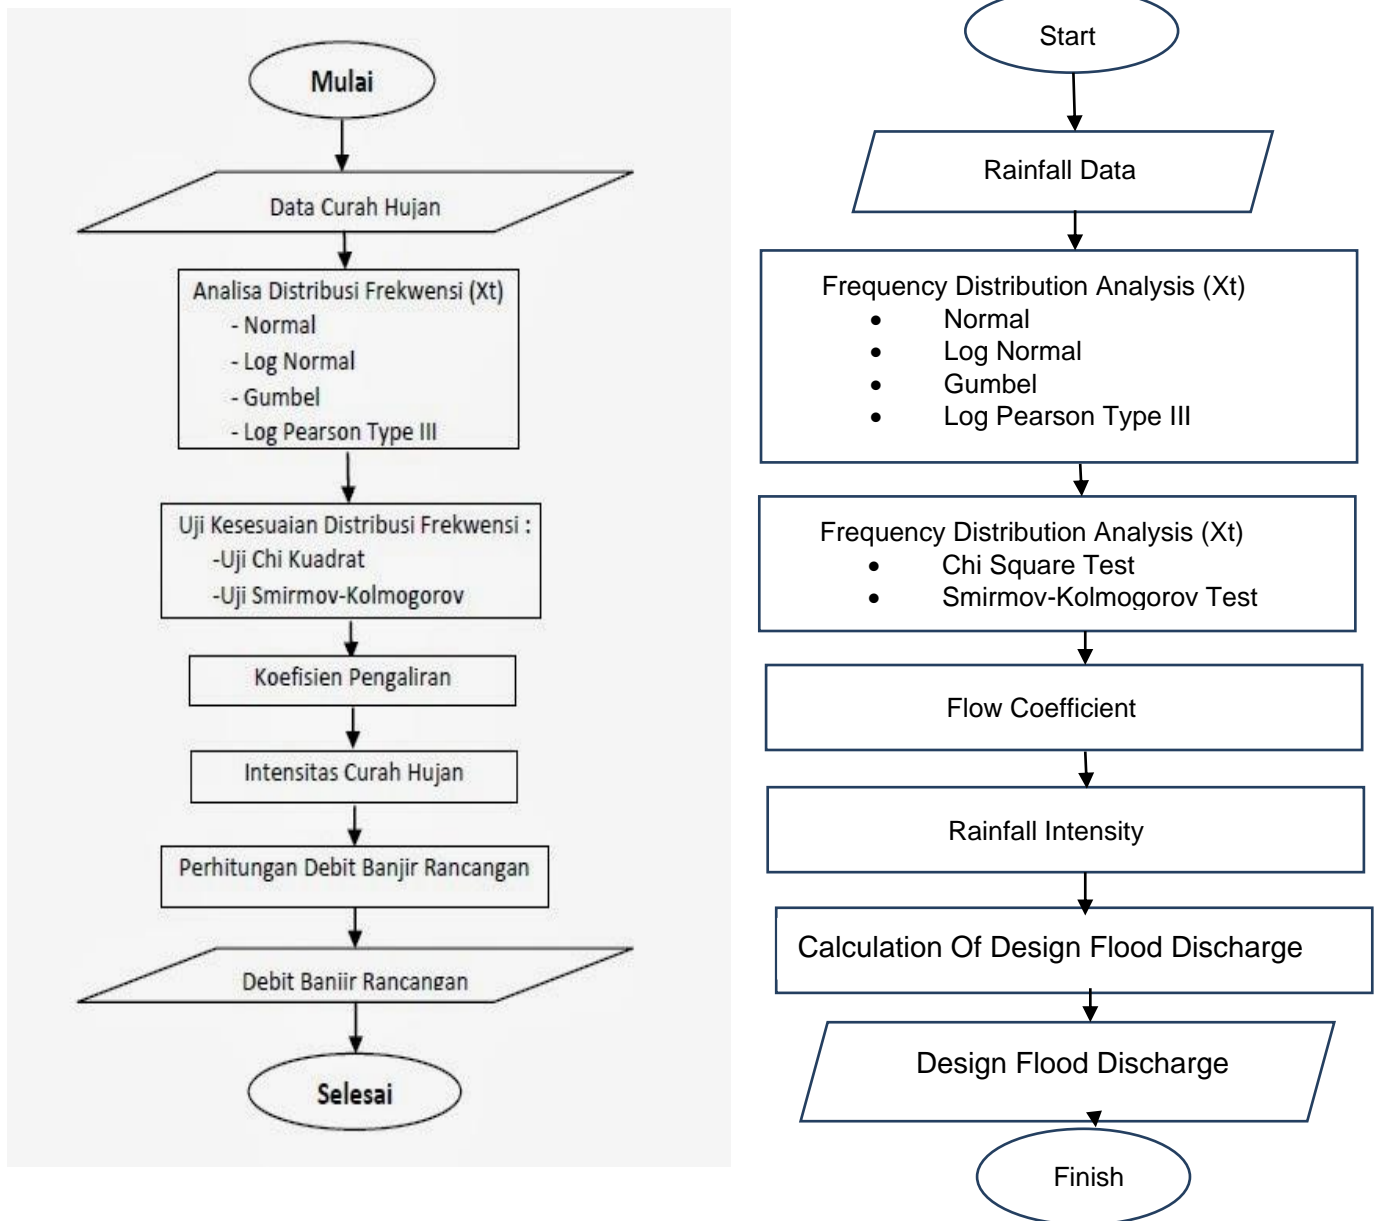 Mulai
Data Curah Hujan
Analisa Distribusi Frekwensi (Xt)
- Normal
- Log Normal
- Gumbel
- Log Pearson Type III
Uji Kesesuaian Distribusi Frekwensi :
-Uji Chi Kuadrat
-Uji Smirmov-Kolmogorov
Koefisien Pengaliran
Intensitas Curah Hujan
Perhitungan Debit Banjir Rancangan
Debit Banjir Rancangan
Selesai
Start
Rainfall Data
Frequency Distribution Analysis (Xt)
• Normal
• Log Normal
• Gumbel
• Log Pearson Type III
Frequency Distribution Analysis (Xt)
• Chi Square Test
• Smirmov-Kolmogorov Test
Flow Coefficient
Rainfall Intensity
Calculation Of Design Flood Discharge
Design Flood Discharge
Finish